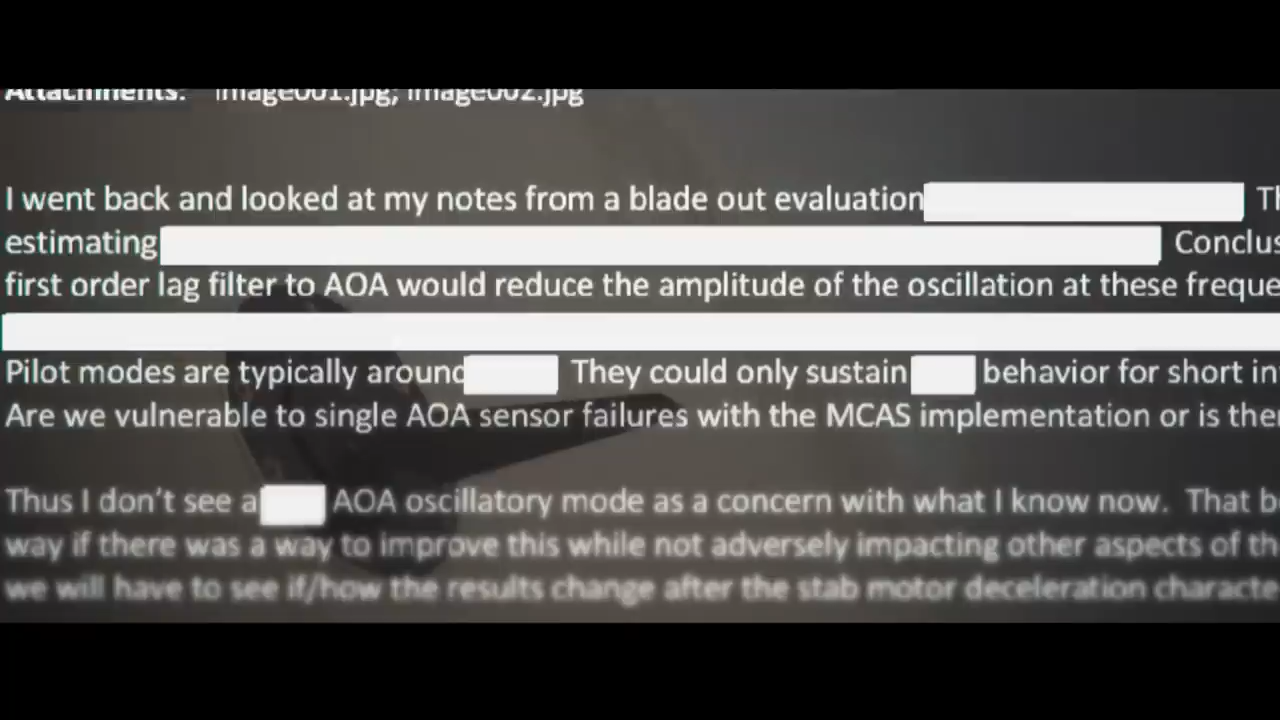 Attachments: image001.jpg; image002.jpg
I went back and looked at my notes from a blade out evaluation
estimating
first order lag filter to AOA would reduce the amplitude of the oscillation at these
Pilot modes are typically around They could only sustain behavior for short
Are we vulnerable to single AOA sensor failures with the MCAS implementation or is
Thus I don't see a AOA oscillatory mode as a concern with what I know now. That
way if there was a way to improve this while not adversely impacting other aspects of
we will have to see if/how the results change after the stab motor deceleration